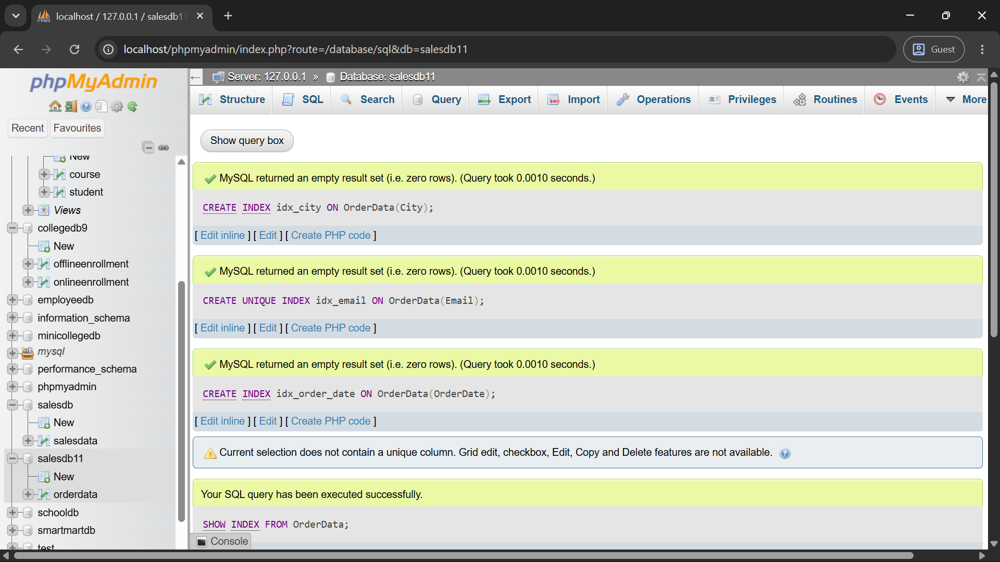 localhost / 127.0.0.1 / salesdb11
localhost/phpmyadmin/index.php?route=/database/sql&db=salesdb11
Guest
phpMyAdmin
Recent
Favourites
New
course
student
Views
collegedb9
New
offlineenrollment
onlineenrollment
employeedb
information_schema
minicollegedb
mysql
performance_schema
phpmyadmin
salesdb
New
salesdata
salesdb11
New
orderdata
schooldb
smartmartdb
test
Server: 127.0.0.1 » Database: salesdb11
Structure SQL Search Query Export Import Operations Privileges Routines Events More
Show query box
MySQL returned an empty result set (i.e. zero rows). (Query took 0.0010 seconds.)
CREATE INDEX idx_city ON OrderData(City);
[ Edit inline ] [ Edit ] [ Create PHP code ]
MySQL returned an empty result set (i.e. zero rows). (Query took 0.0010 seconds.)
CREATE UNIQUE INDEX idx_email ON OrderData(Email);
[ Edit inline ] [ Edit ] [ Create PHP code ]
MySQL returned an empty result set (i.e. zero rows). (Query took 0.0010 seconds.)
CREATE INDEX idx_order_date ON OrderData(OrderDate);
[ Edit inline ] [ Edit ] [ Create PHP code ]
Current selection does not contain a unique column. Grid edit, checkbox, Edit, Copy and Delete features are not available.
Your SQL query has been executed successfully.
SHOW INDEX FROM OrderData;
Console